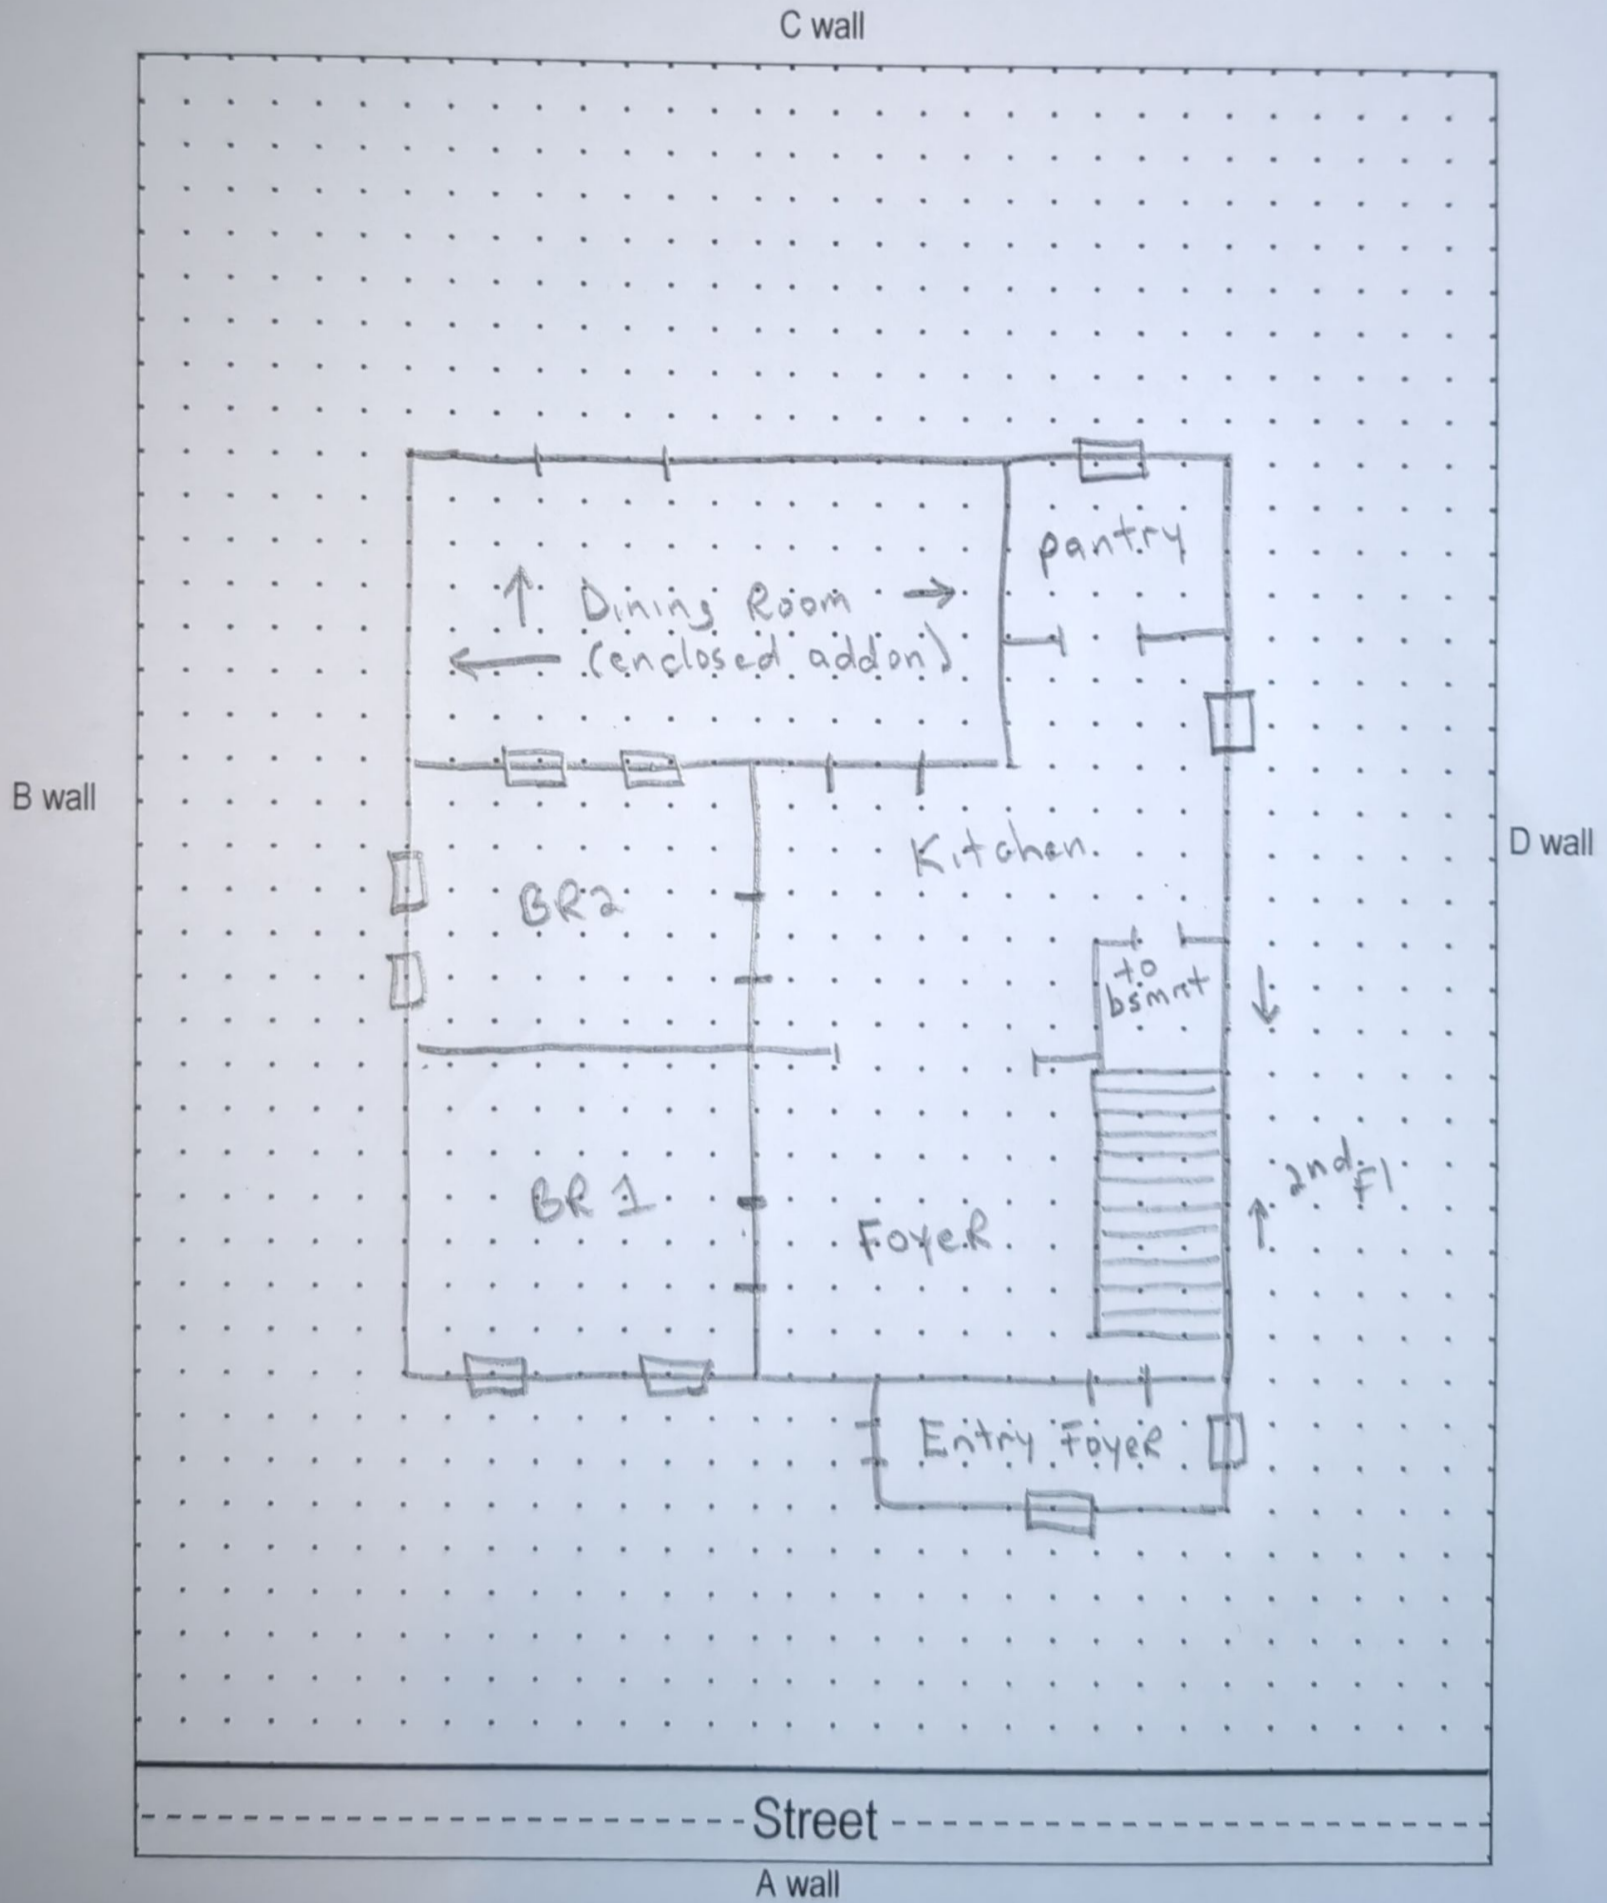 C wall
pantry
Dining Room
(enclosed addon)
B wall
D wall
Kitchen
BR2
to
bsmnt
2nd Fl
BR 1
FoyeR
Entry FoyeR
Street
A wall